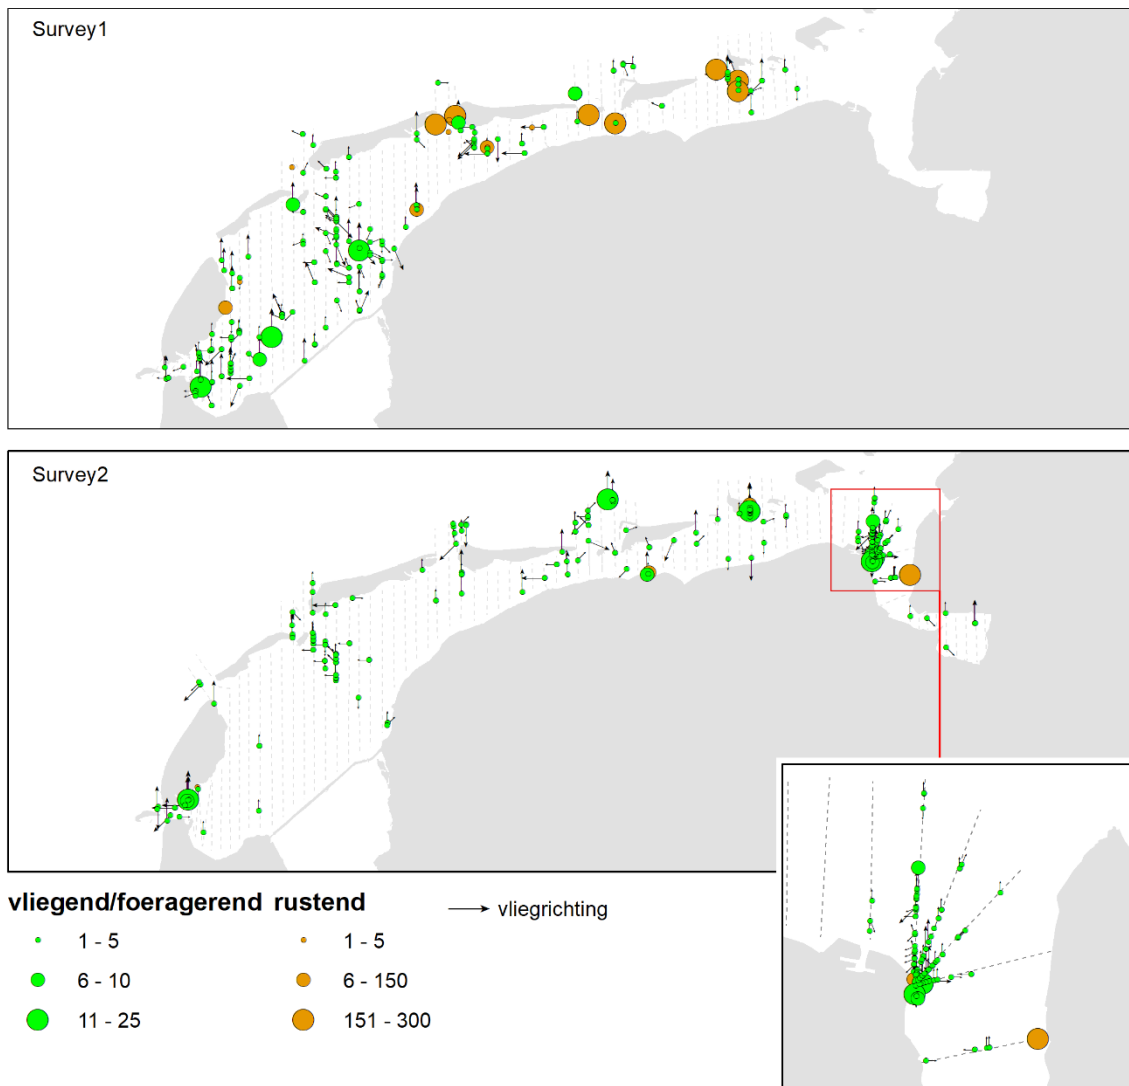 Survey1
Survey2
vliegend/foeragerend rustend
vliegrichting
1 - 5
1 - 5
6 - 10
6 - 150
11 - 25
151 - 300